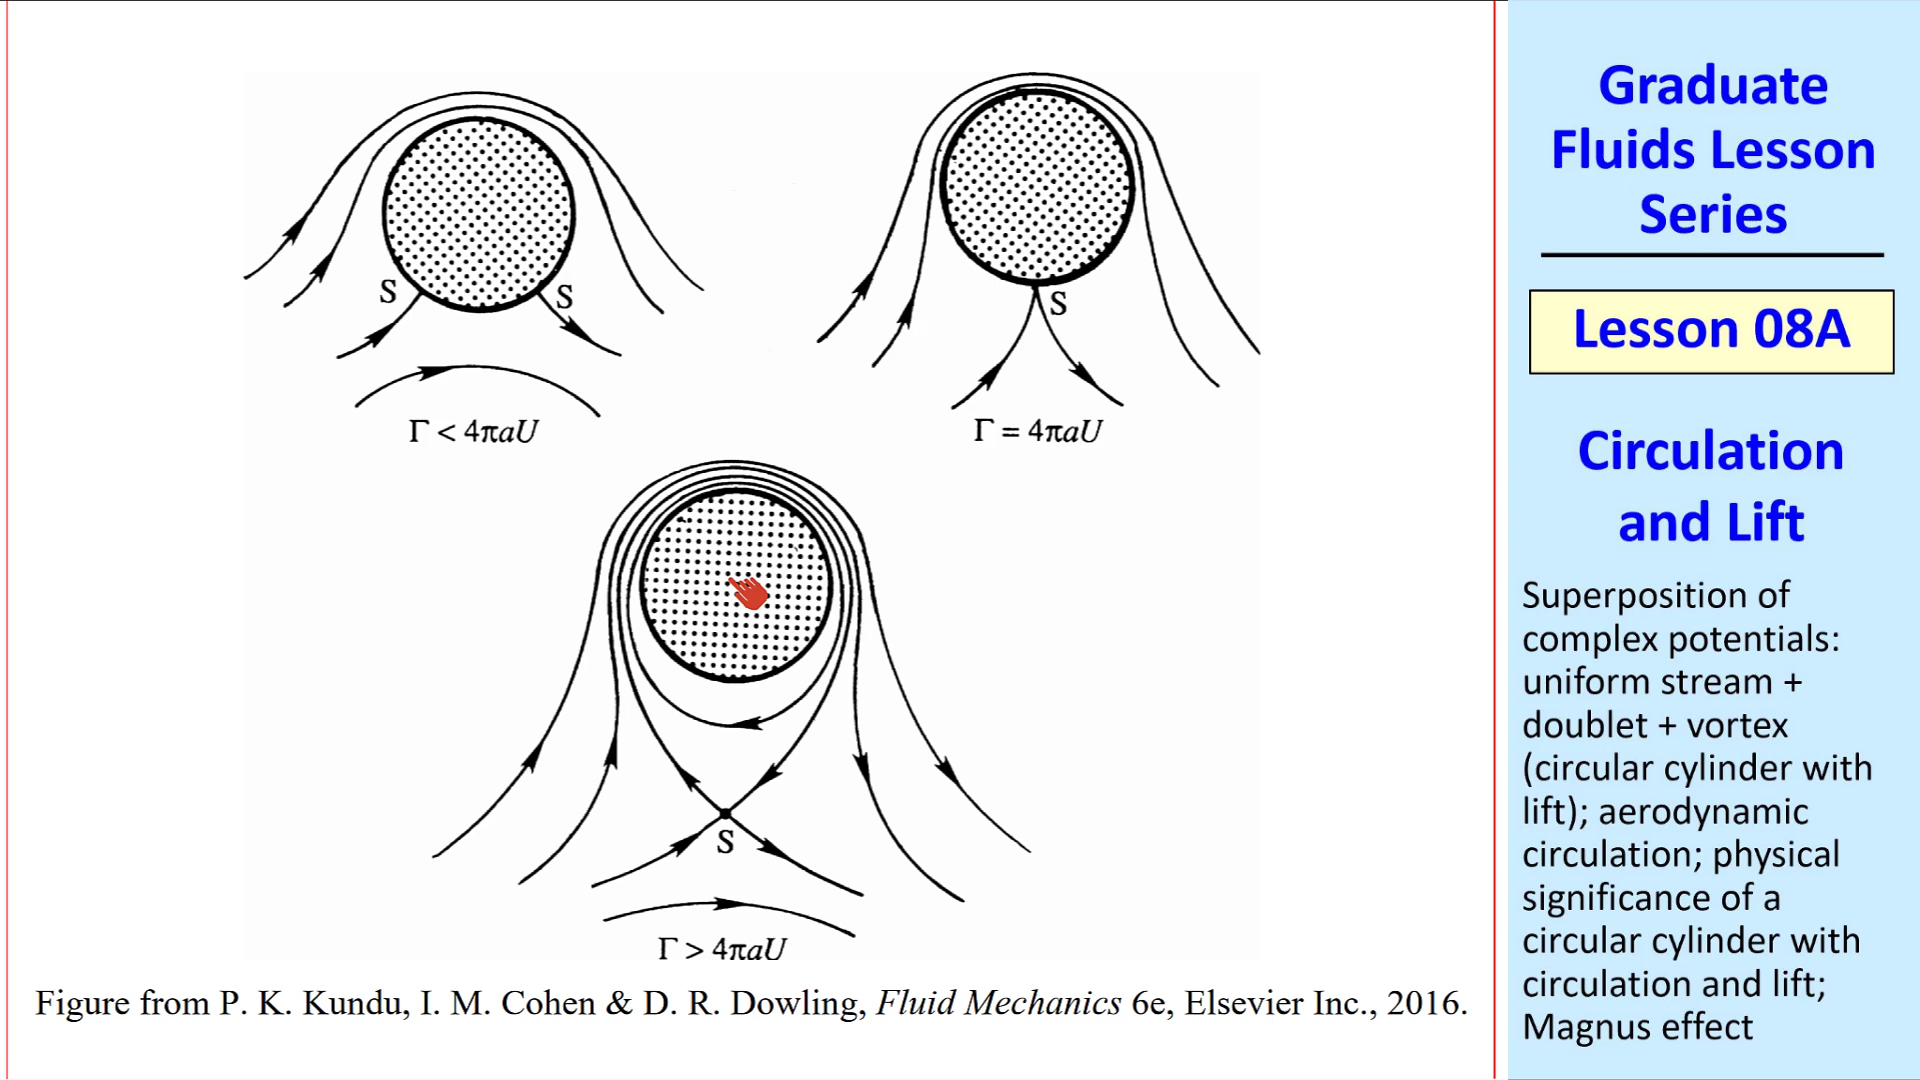 S
S
Γ < 4πaU
S
Γ = 4πaU
S
Γ > 4πaU
Figure from P. K. Kundu, I. M. Cohen & D. R. Dowling, Fluid Mechanics 6e, Elsevier Inc., 2016.
Graduate
Fluids Lesson
Series
Lesson 08A
Circulation
and Lift
Superposition of
complex potentials:
uniform stream +
doublet + vortex
(circular cylinder with
lift); aerodynamic
circulation; physical
significance of a
circular cylinder with
circulation and lift;
Magnus effect